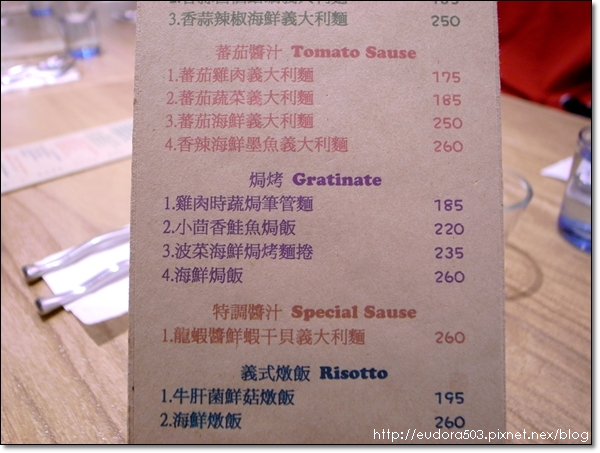 3.香蒜辣椒海鮮義大利麵 250
蕃茄醬汁 Tomato Sause
1.蕃茄雞肉義大利麵 175
2.蕃茄蔬菜義大利麵 185
3.蕃茄海鮮義大利麵 250
4.香辣海鮮墨魚義大利麵 260
焗烤 Gratinate
1.雞肉時蔬焗筆管麵 185
2.小茴香鮭魚焗飯 220
3.波菜海鮮焗烤麵捲 235
4.海鮮焗飯 260
特調醬汁 Special Sause
1.龍蝦醬鮮蝦干貝義大利麵 260
義式燉飯 Risotto
1.牛肝菌鮮菇燉飯 195
2.海鮮燉飯 260
http://eudora503.pixnet.nex/blog